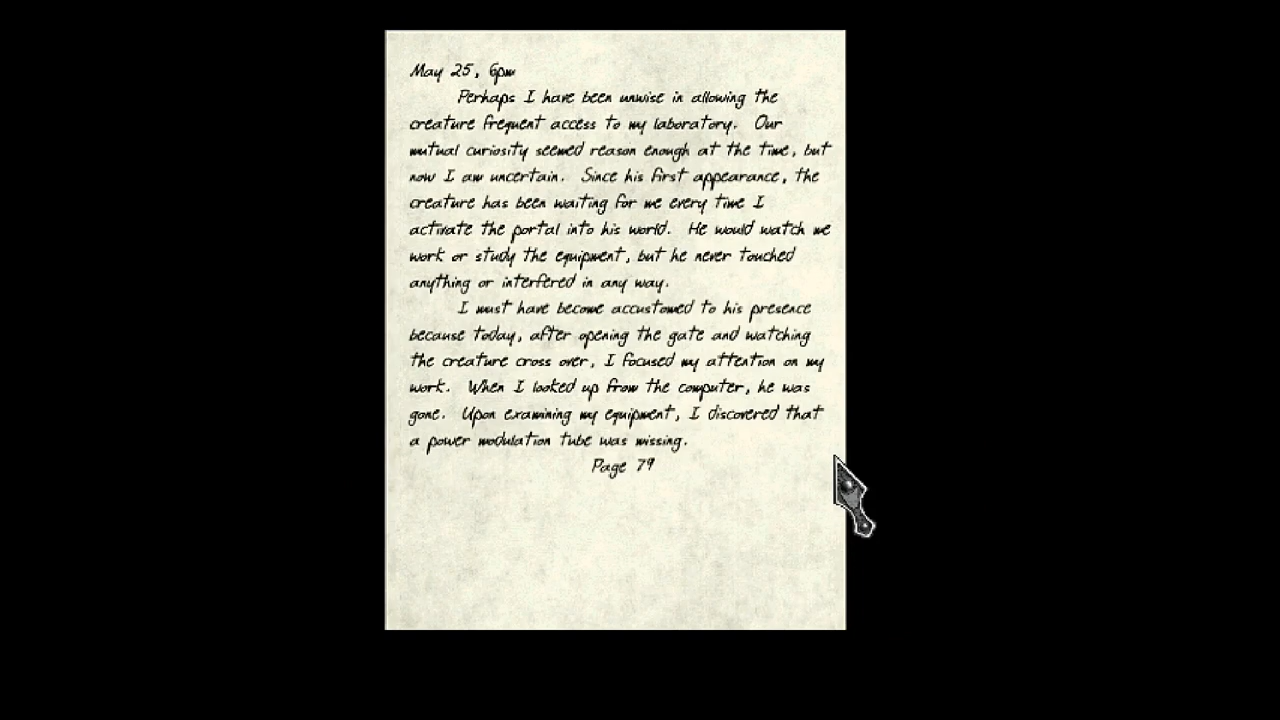 May 25, 6pm
Perhaps I have been unwise in allowing the
creature frequent access to my laboratory. Our
mutual curiosity seemed reason enough at the time, but
now I am uncertain. Since his first appearance, the
creature has been waiting for me every time I
activate the portal into his world. He would watch me
work or study the equipment, but he never touched
anything or interfered in any way.
I must have become accustomed to his presence
because today, after opening the gate and watching
the creature cross over, I focused my attention on my
work. When I looked up from the computer, he was
gone. Upon examining my equipment, I discovered that
a power modulation tube was missing.
Page 79